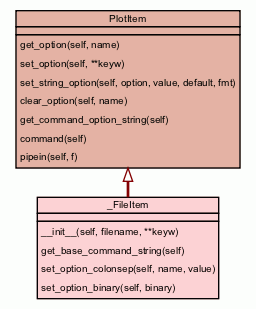 PlotItem
get_option(self, name)
set_option(self, **keyw)
set_string_option(self, option, value, default, fmt)
clear_option(self, name)
get_command_option_string(self)
command(self)
pipein(self, f)
_FileItem
__init__(self, filename, **keyw)
get_base_command_string(self)
set_option_colonsep(self, name, value)
set_option_binary(self, binary)